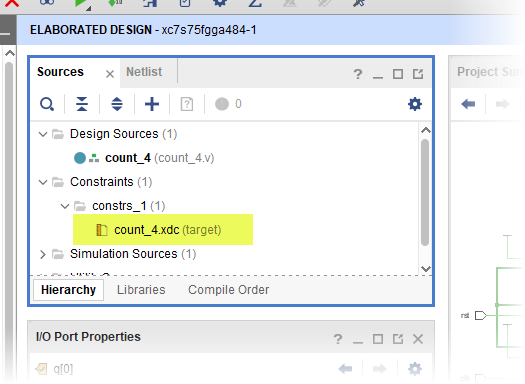 ELABORATED DESIGN - xc7s75fgga484-1
Sources
Netlist
Project Su
0
Design Sources (1)
count_4 (count_4.v)
Constraints (1)
constrs_1 (1)
count_4.xdc (target)
Simulation Sources (1)
Hierarchy
Libraries
Compile Order
rst
I/O Port Properties
q[0]